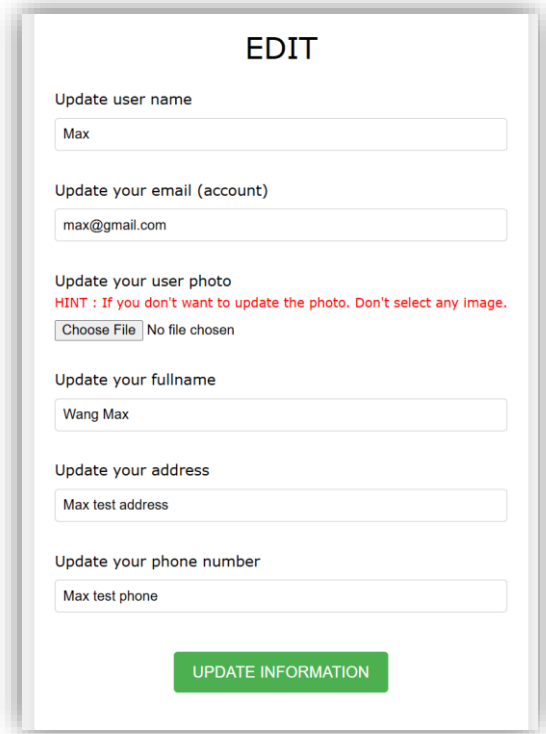 EDIT
Update user name
Max
Update your email (account)
max@gmail.com
Update your user photo
HINT : If you don't want to update the photo. Don't select any image.
Choose File No file chosen
Update your fullname
Wang Max
Update your address
Max test address
Update your phone number
Max test phone
UPDATE INFORMATION